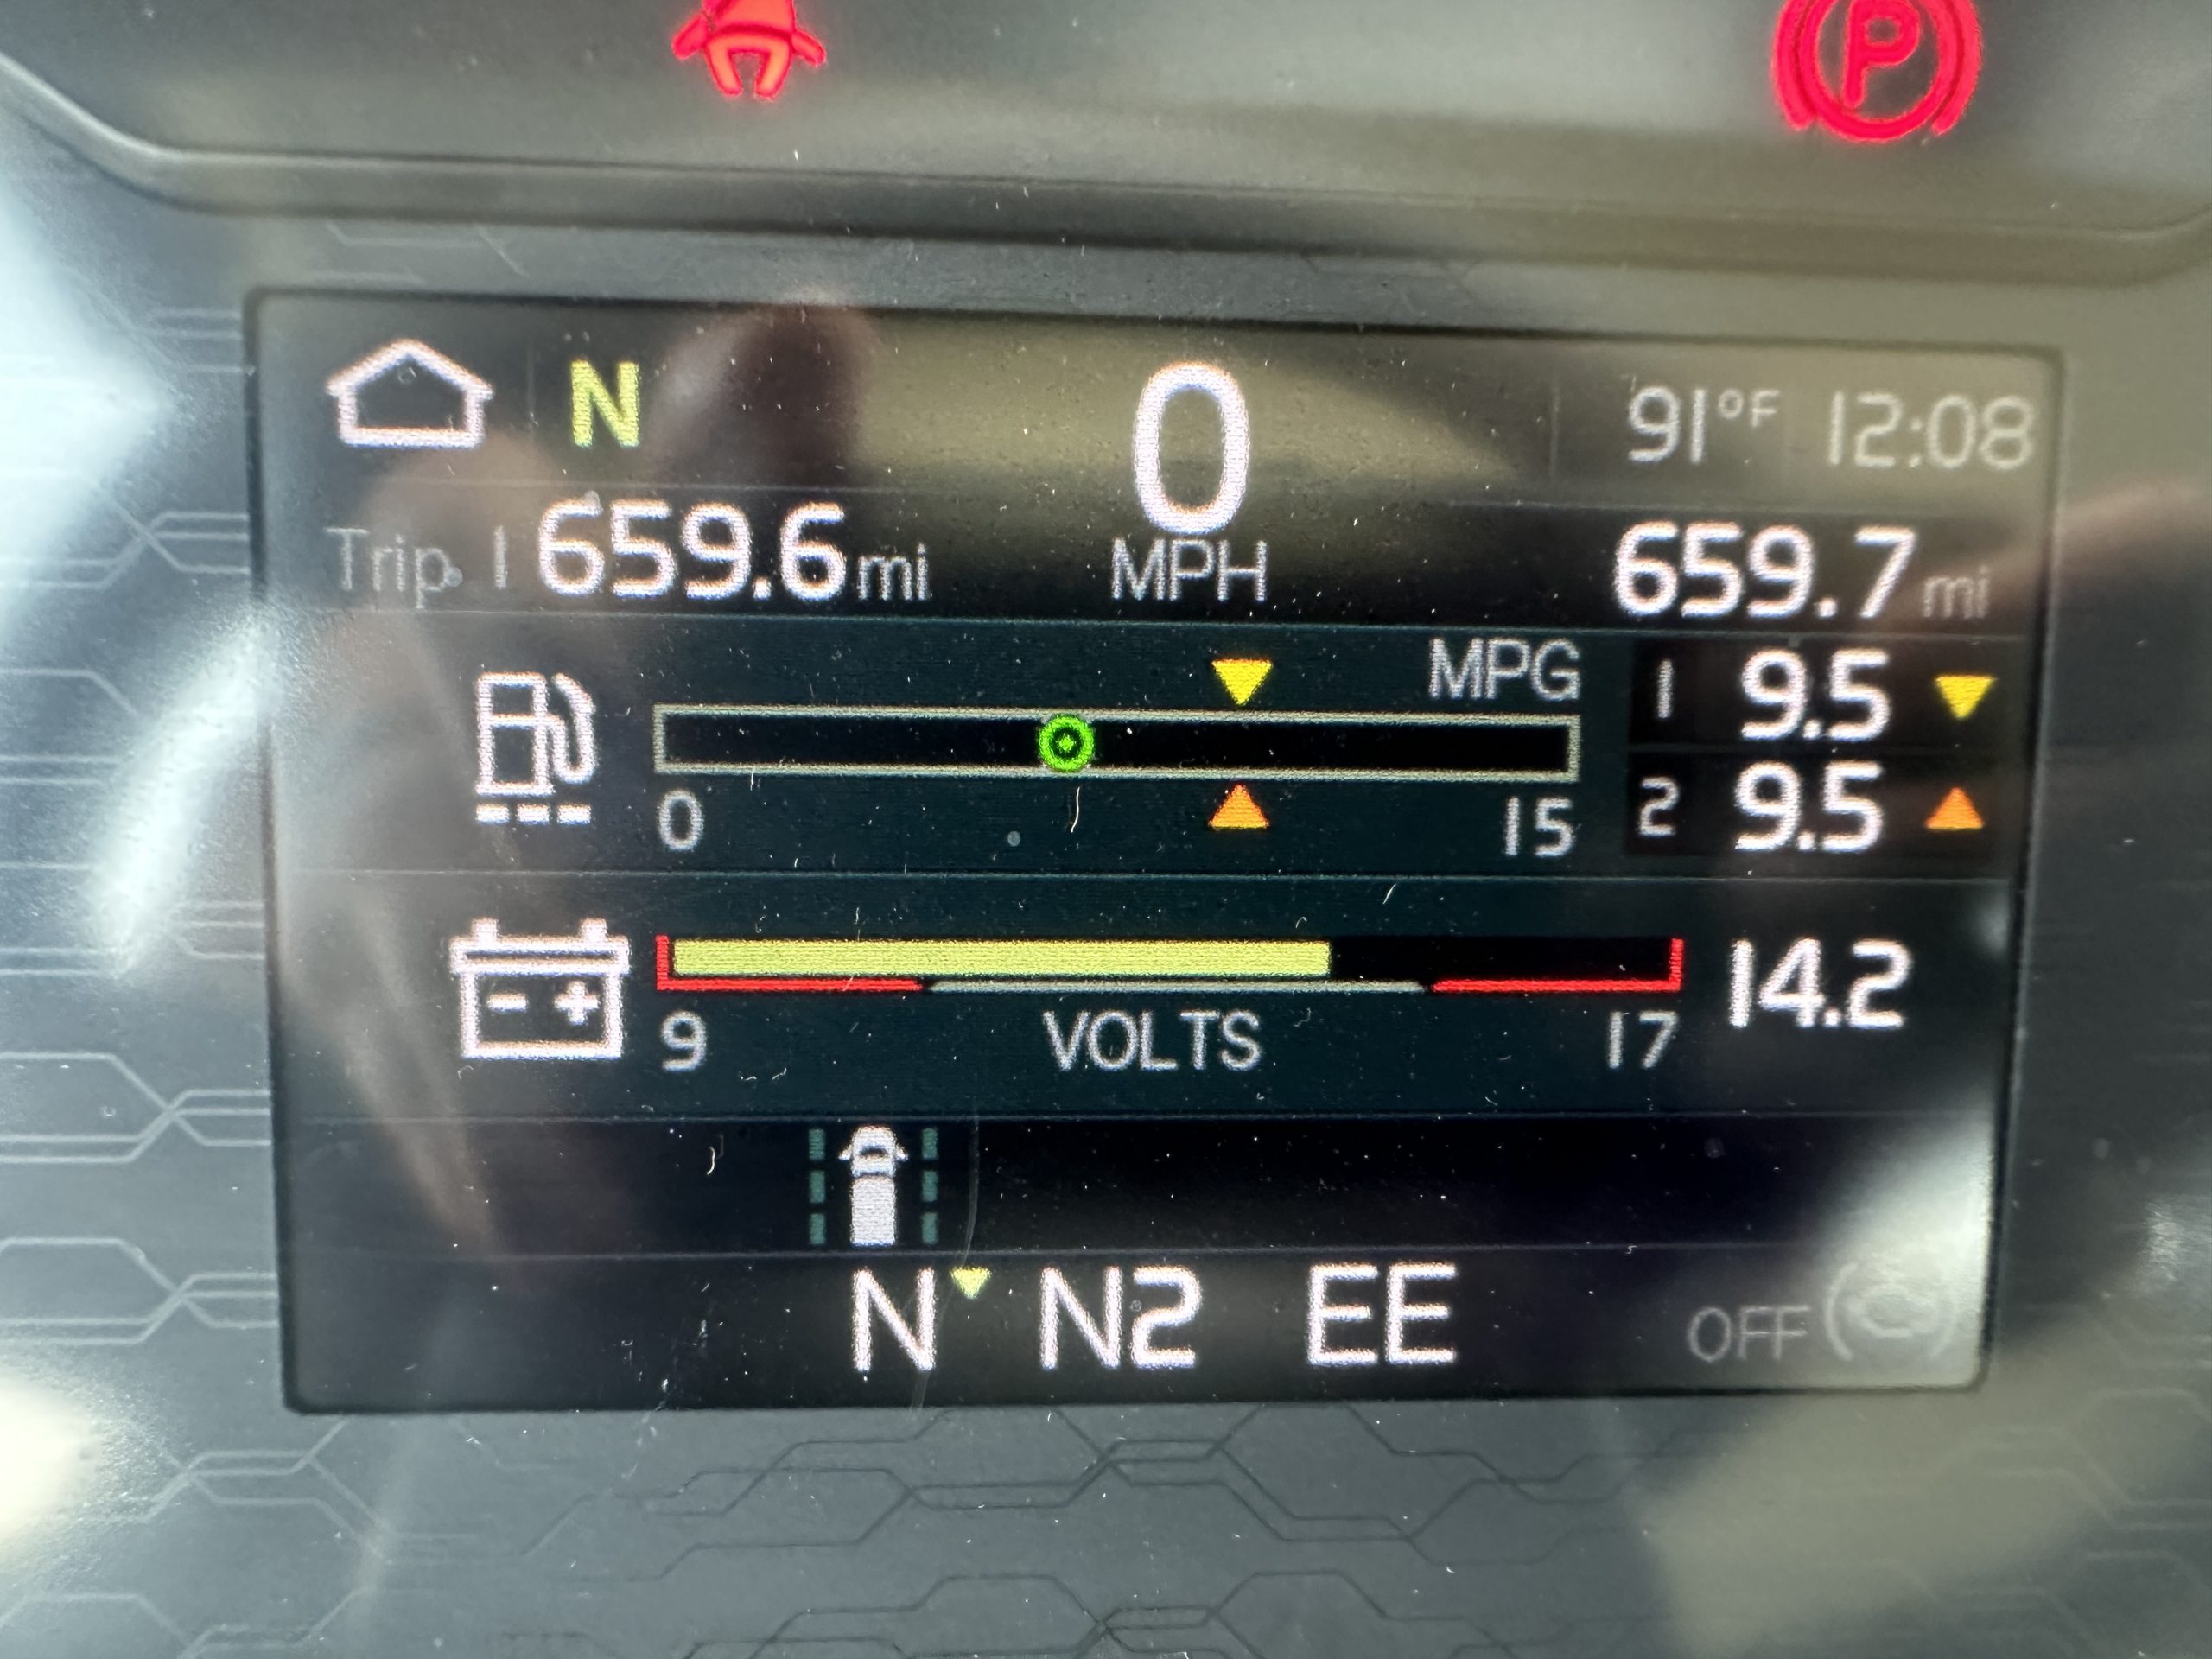 P
N 0 91°F 12:08
Trip 1 659.6 mi MPH 659.7 mi
MPG 1 9.5
0 15 2 9.5
- + 14.2
9 VOLTS 17
N N2 EE OFF